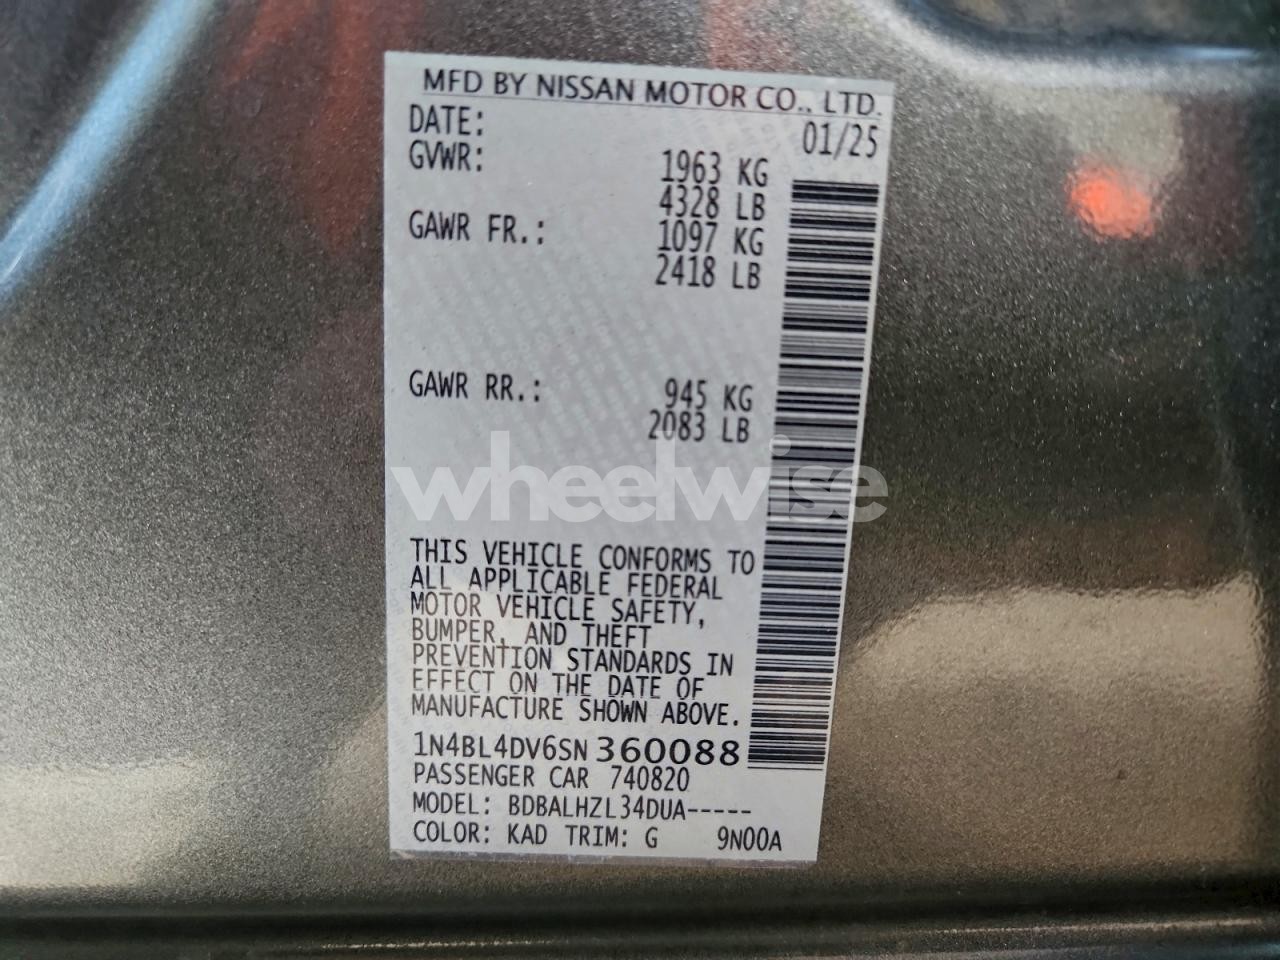 MFD BY NISSAN MOTOR CO., LTD.
DATE: 01/25
GVWR: 1963 KG
4328 LB
GAWR FR.: 1097 KG
2418 LB
GAWR RR.: 945 KG
2083 LB
wheelwise
THIS VEHICLE CONFORMS TO
ALL APPLICABLE FEDERAL
MOTOR VEHICLE SAFETY,
BUMPER, AND THEFT
PREVENTION STANDARDS IN
EFFECT ON THE DATE OF
MANUFACTURE SHOWN ABOVE.
1N4BL4DV6SN360088
PASSENGER CAR 740820
MODEL: BDBALHZL34DUA-----
COLOR: KAD TRIM: G 9N00A